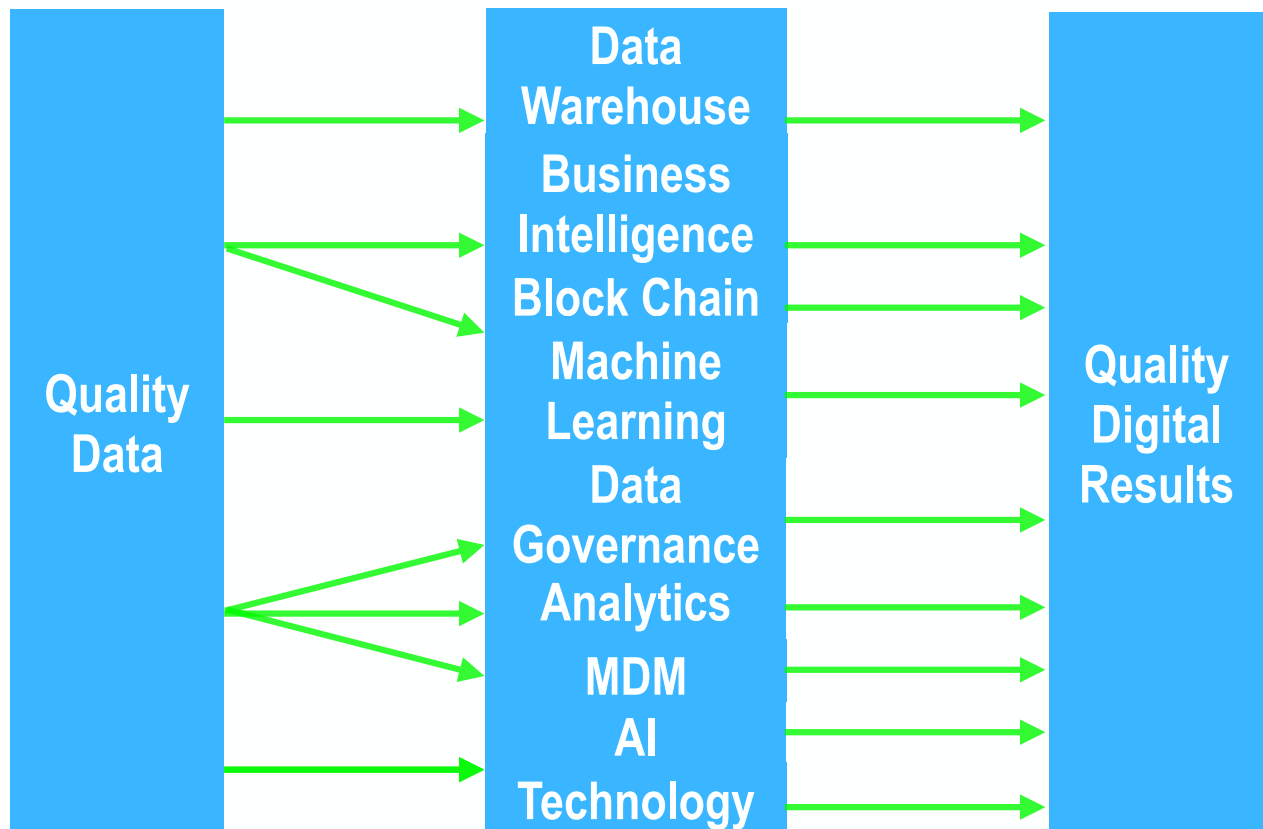 Quality
Data
Data
Warehouse
Business
Intelligence
Block Chain
Machine
Learning
Data
Governance
Analytics
MDM
AI
Technology
Quality
Digital
Results